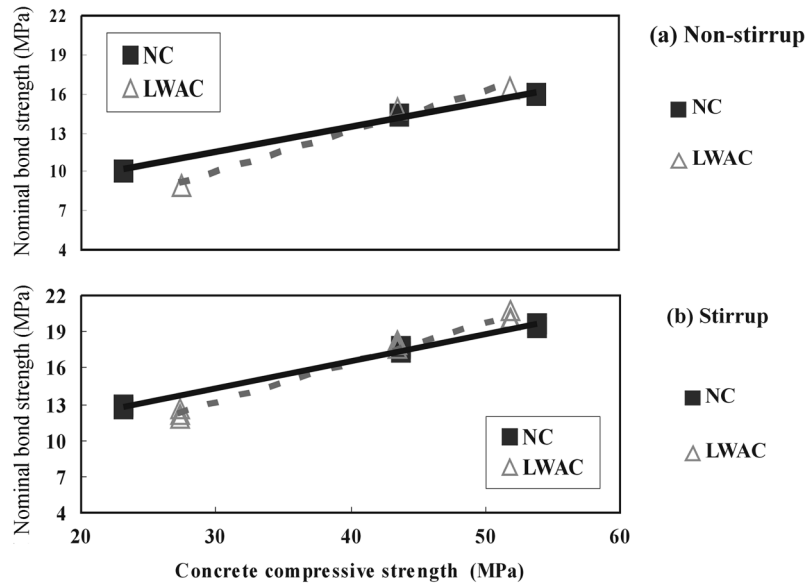 22
19
16
13
10
7
4
Nominal bond strength (MPa)
NC
LWAC
(a) Non-stirrup
NC
LWAC
22
19
16
13
10
7
4
Nominal bond strength (MPa)
NC
LWAC
(b) Stirrup
NC
LWAC
20
30
40
50
60
Concrete compressive strength (MPa)